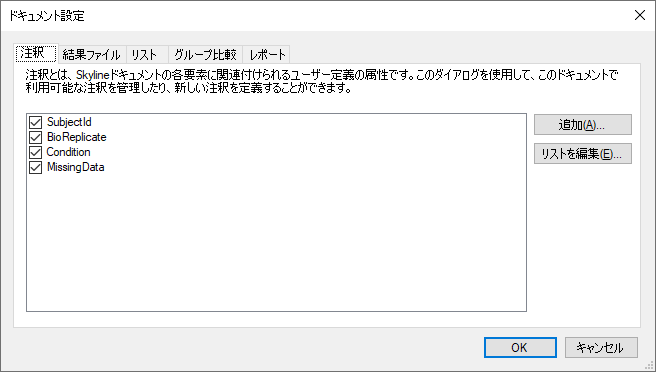 ドキュメント設定
注釈 結果ファイル リスト グループ比較 レポート
注釈とは、Skylineドキュメントの各要素に関連付けられるユーザー定義の属性です。このダイアログを使用して、このドキュメントで
利用可能な注釈を管理したり、新しい注釈を定義することができます。
SubjectId
BioReplicate
Condition
MissingData
追加(A)...
リストを編集(E)...
OK キャンセル